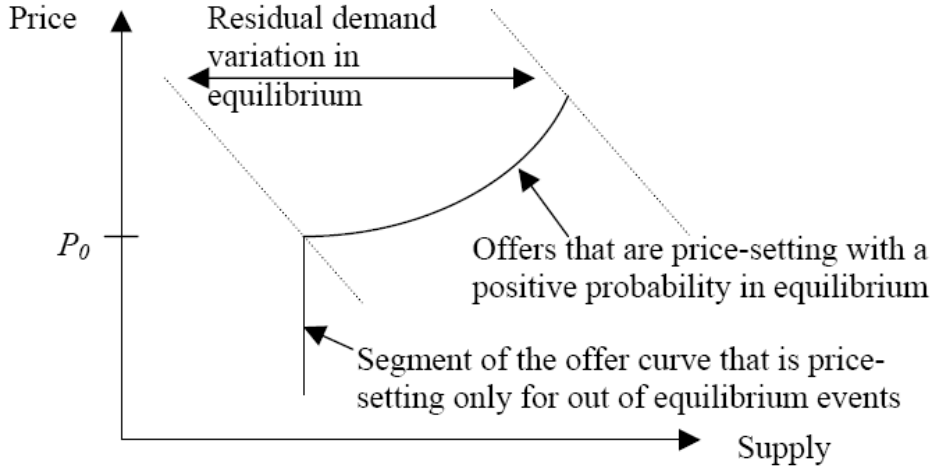 Price
Residual demand
variation in
equilibrium
P0
Offers that are price-setting with a
positive probability in equilibrium
Segment of the offer curve that is price-
setting only for out of equilibrium events
Supply